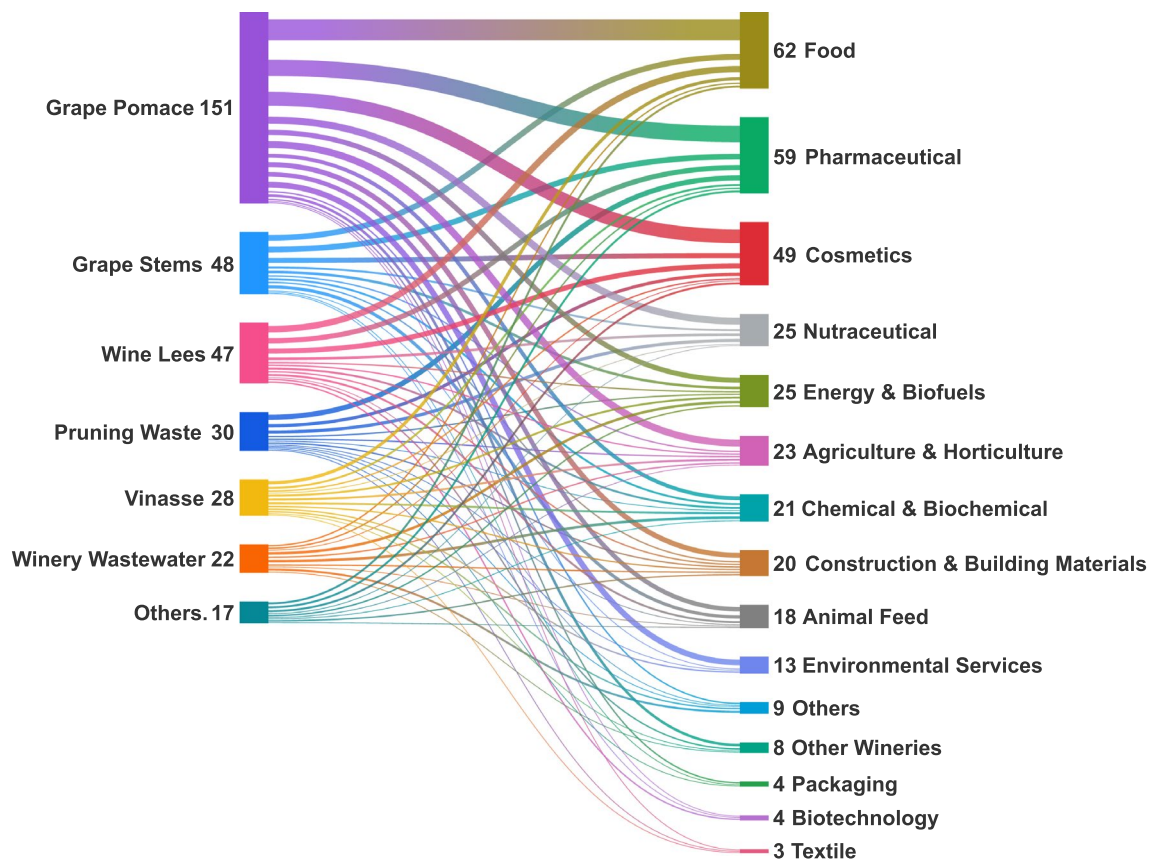 Grape Pomace 151
Grape Stems 48
Wine Lees 47
Pruning Waste 30
Vinasse 28
Winery Wastewater 22
Others. 17
62 Food
59 Pharmaceutical
49 Cosmetics
25 Nutraceutical
25 Energy & Biofuels
23 Agriculture & Horticulture
21 Chemical & Biochemical
20 Construction & Building Materials
18 Animal Feed
13 Environmental Services
9 Others
8 Other Wineries
4 Packaging
4 Biotechnology
3 Textile